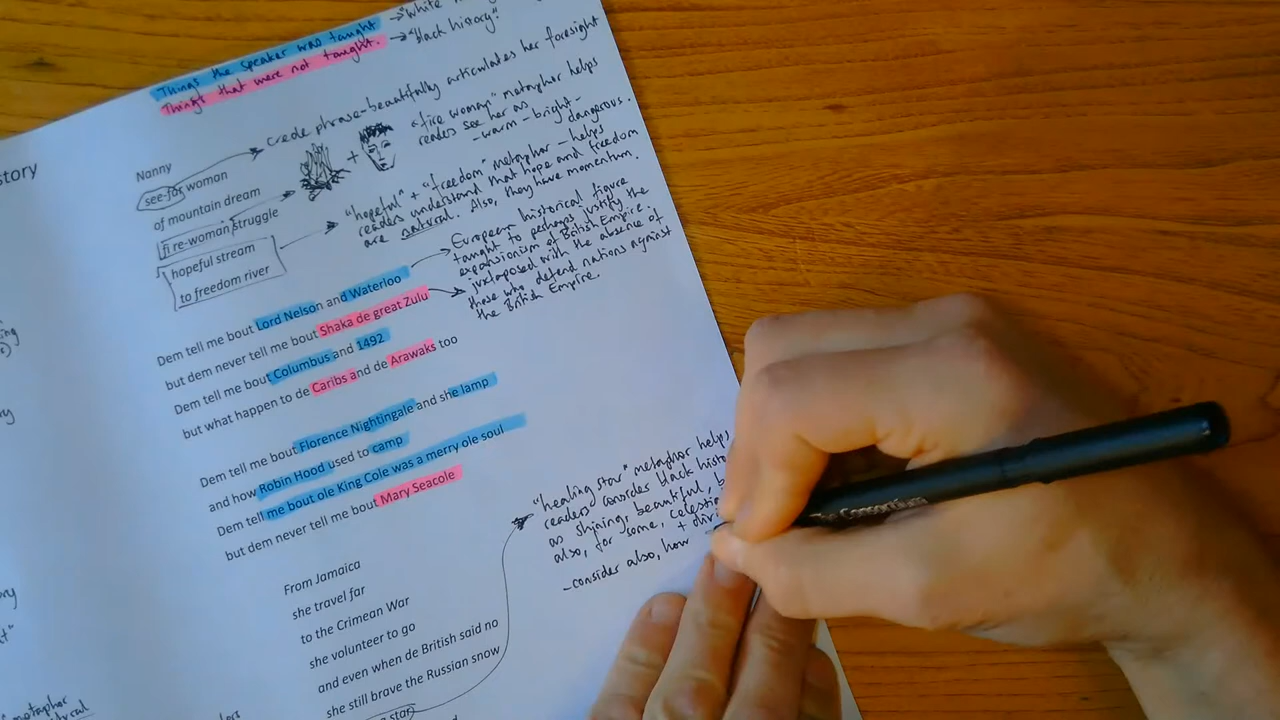 Things the speaker was taught → White
Things that were not taught. → "black history."
story
crede phrase - beautifully articulates her foresight
"fire woman" metaphor helps
readers see her as
- warm - bright -
dangerous.
Nanny
see-far woman
of mountain dream
fire-woman struggle
hopeful stream
to freedom river
"hopeful" + "freedom" metaphor - helps
readers understand that hope and freedom
are natural. Also, they have momentum.
European historical figure
taught to perhaps justify the
expansionism of British Empire.
juxtaposed with the absence of
those who defend nations against
the British Empire.
Dem tell me bout Lord Nelson and Waterloo
but dem never tell me bout Shaka de great Zulu
Dem tell me bout Columbus and 1492
but what happen to de Caribs and de Arawaks too
Dem tell me bout Florence Nightingale and she lamp
and how Robin Hood used to camp
Dem tell me bout ole King Cole was a merry ole soul
but dem never tell me bout Mary Seacole
"healing star" metaphor helps
readers consider black
as shining, beautiful,
also, for some,
+
- consider also, how
From Jamaica
she travel far
to the Crimean War
she volunteer to go
and even when de British said no
she still brave the Russian snow
star
metaphor
The Consortium